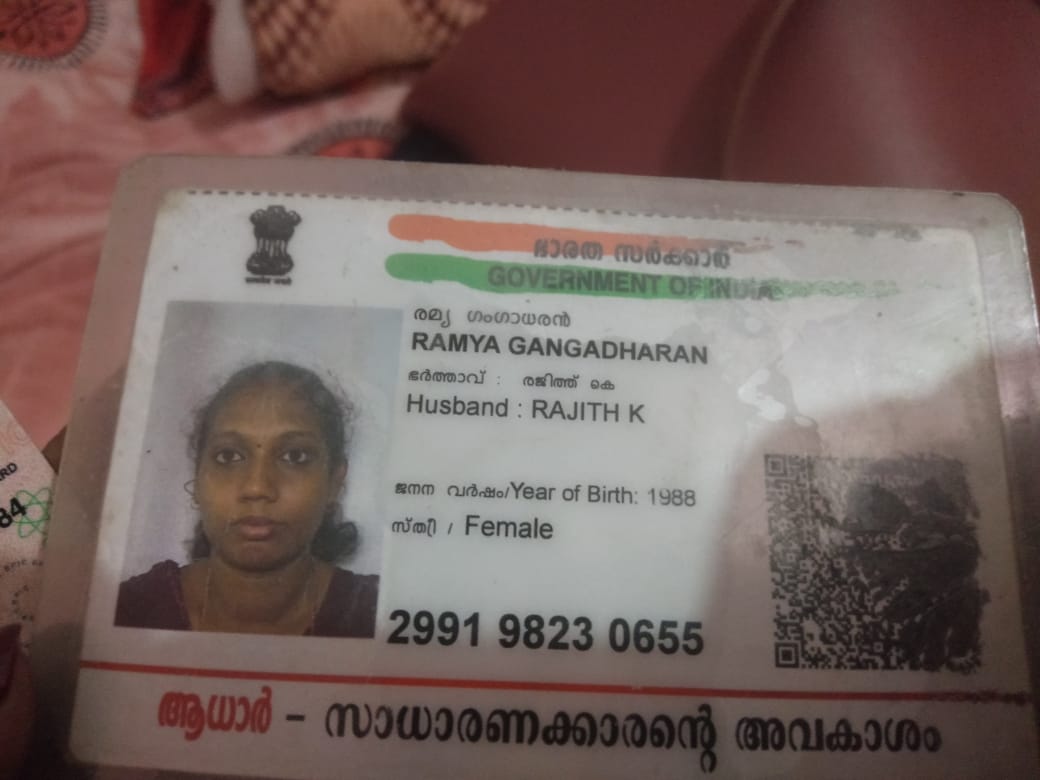 ഭാരത സർക്കാർ
GOVERNMENT OF INDIA
രമ്യ ഗംഗാധരൻ
RAMYA GANGADHARAN
ഭർത്താവ് : രജിത്ത് കെ
Husband : RAJITH K
ജനന വർഷം/Year of Birth: 1988
സ്ത്രീ / Female
2991 9823 0655
ആധാർ – സാധാരണക്കാരന്റെ അവകാശം
84